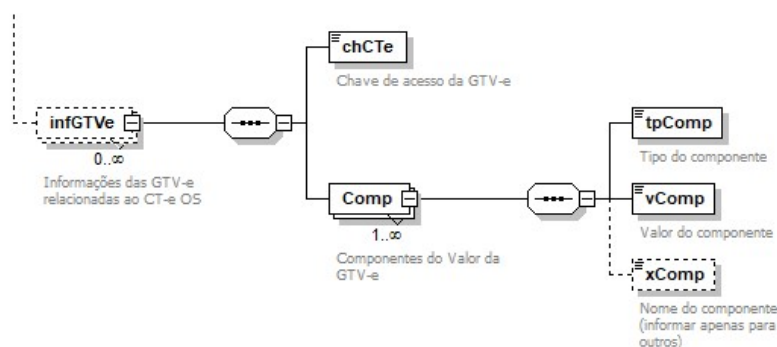 chCTe
Chave de acesso da GTV-e
infGTVe
0..∞
Informações das GTV-e
relacionadas ao CT-e OS
tpComp
Tipo do componente
Comp
1..∞
Componentes do Valor da
GTV-e
vComp
Valor do componente
xComp
Nome do componente
(informar apenas para
outros)